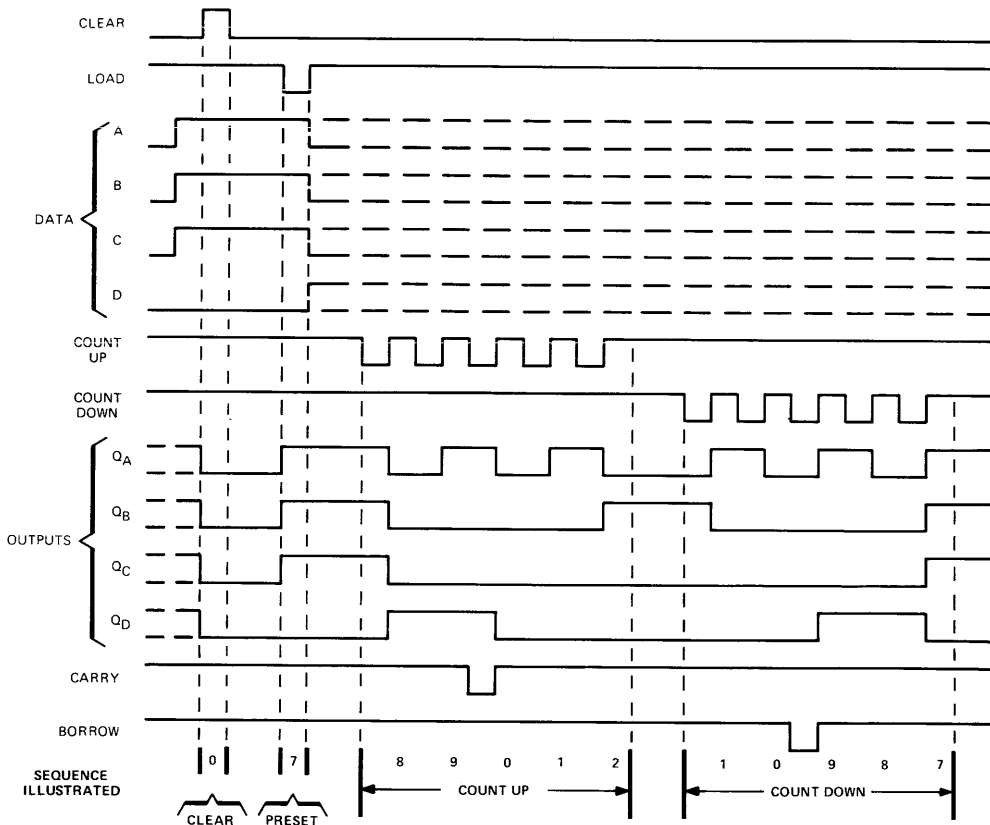 CLEAR
LOAD
A
B
DATA
C
D
COUNT
UP
COUNT
DOWN
QA
QB
OUTPUTS
QC
QD
CARRY
BORROW
SEQUENCE
ILLUSTRATED
0 7 8 9 0 1 2 1 0 9 8 7
COUNT UP COUNT DOWN
CLEAR PRESET